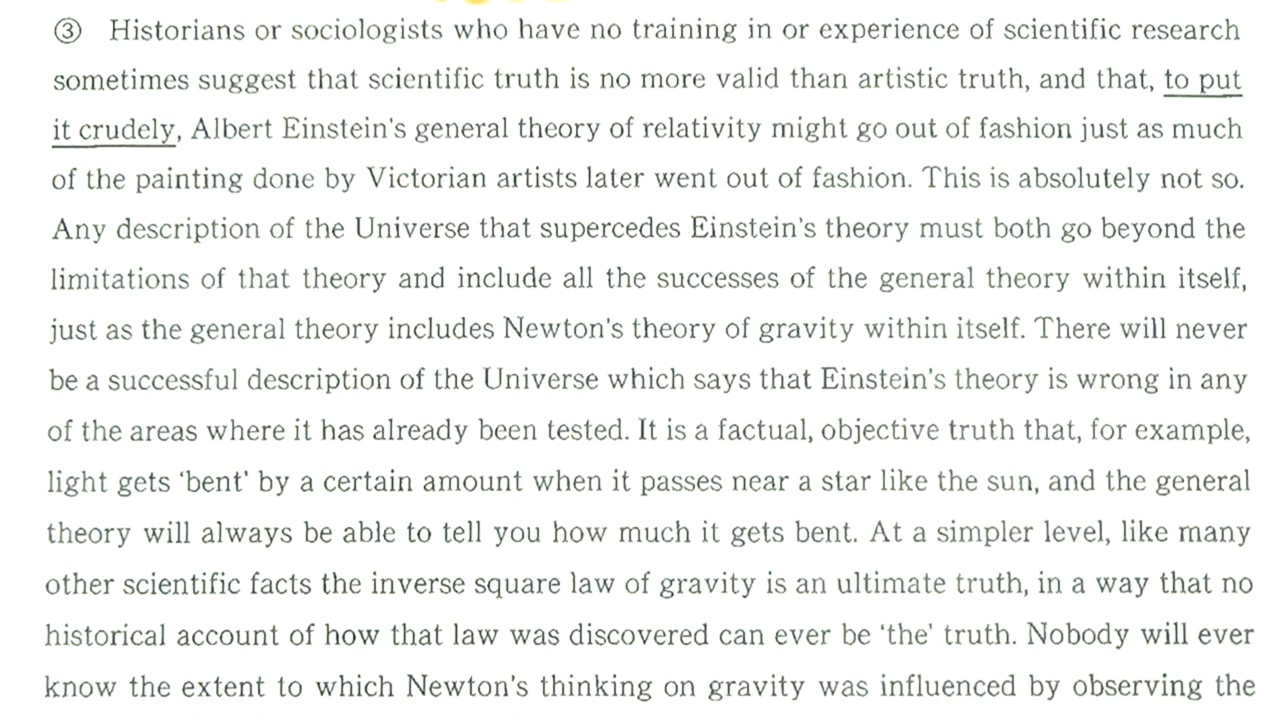 ③ Historians or sociologists who have no training in or experience of scientific research
sometimes suggest that scientific truth is no more valid than artistic truth, and that, to put
it crudely, Albert Einstein's general theory of relativity might go out of fashion just as much
of the painting done by Victorian artists later went out of fashion. This is absolutely not so.
Any description of the Universe that supercedes Einstein's theory must both go beyond the
limitations of that theory and include all the successes of the general theory within itself,
just as the general theory includes Newton's theory of gravity within itself. There will never
be a successful description of the Universe which says that Einstein's theory is wrong in any
of the areas where it has already been tested. It is a factual, objective truth that, for example,
light gets 'bent' by a certain amount when it passes near a star like the sun, and the general
theory will always be able to tell you how much it gets bent. At a simpler level, like many
other scientific facts the inverse square law of gravity is an ultimate truth, in a way that no
historical account of how that law was discovered can ever be 'the' truth. Nobody will ever
know the extent to which Newton's thinking on gravity was influenced by observing the